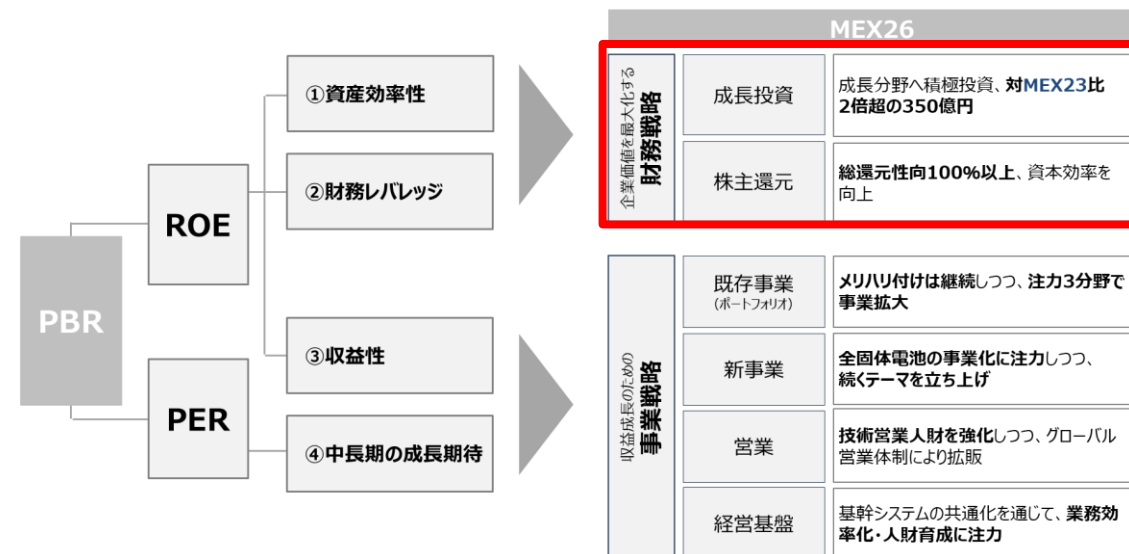 PBR
ROE
PER
①資産効率性
②財務レバレッジ
③収益性
④中長期の成長期待
MEX26
企業価値を最大化する
財務戦略
成長投資
成長分野へ積極投資、対MEX23比
2倍超の350億円
株主還元
総還元性向100%以上、資本効率を
向上
収益成長のための
事業戦略
既存事業
(ポートフォリオ)
メリハリ付けは継続しつつ、注力3分野で
事業拡大
新事業
全固体電池の事業化に注力しつつ、
続くテーマを立ち上げ
営業
技術営業人財を強化しつつ、グローバル
営業体制により拡販
経営基盤
基幹システムの共通化を通じて、業務効
率化・人財育成に注力